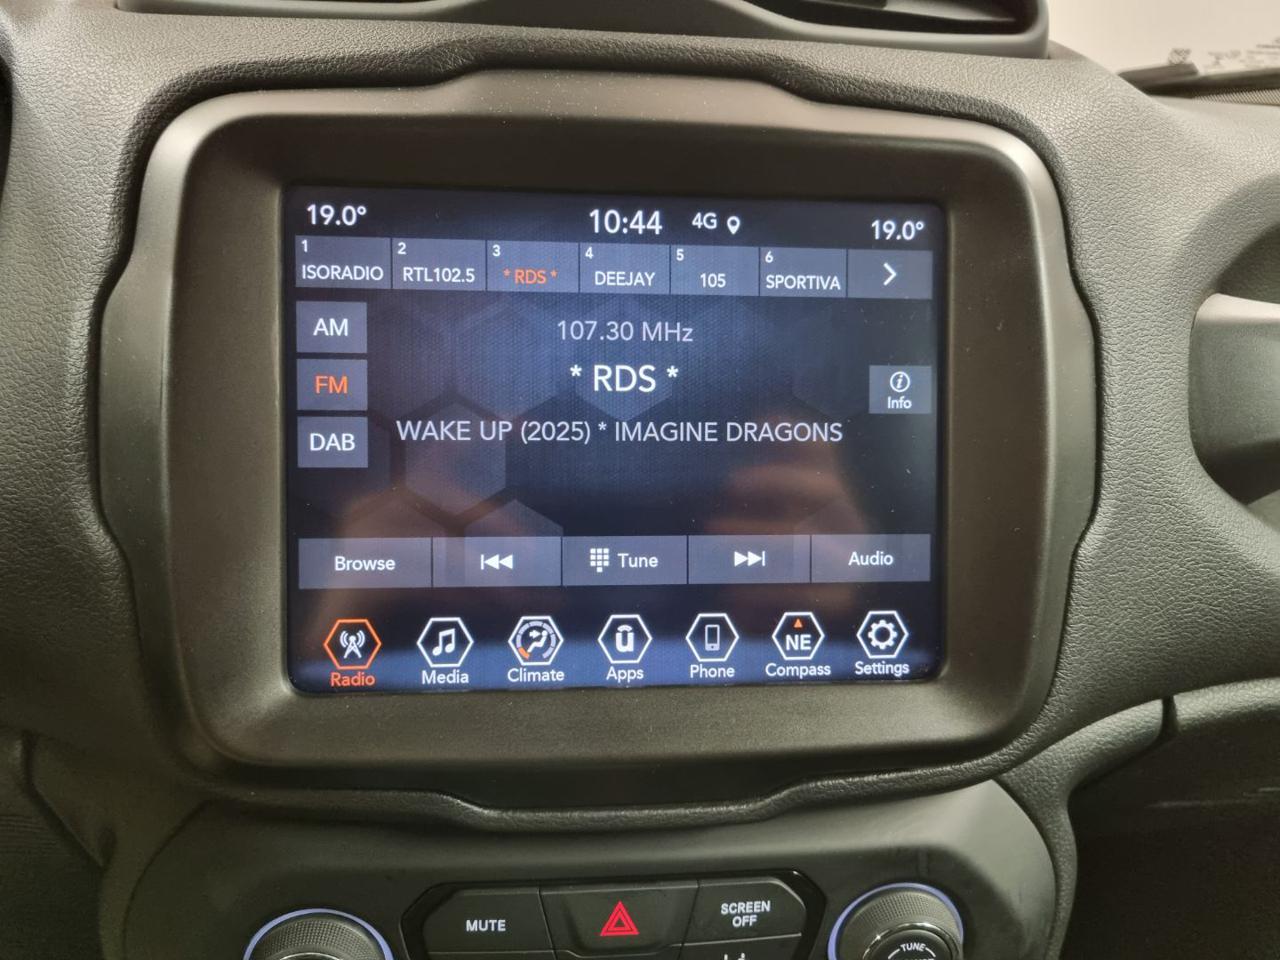 19.0° 10:44 4G 19.0°
1 ISORADIO 2 RTL102.5 3 * RDS * 4 DEEJAY 5 105 6 SPORTIVA
AM
107.30 MHz
FM
* RDS *
Info
DAB
WAKE UP (2025) * IMAGINE DRAGONS
Browse Tune Audio
Radio Media Climate Apps Phone NE Compass Settings
MUTE
SCREEN
OFF
TUNE